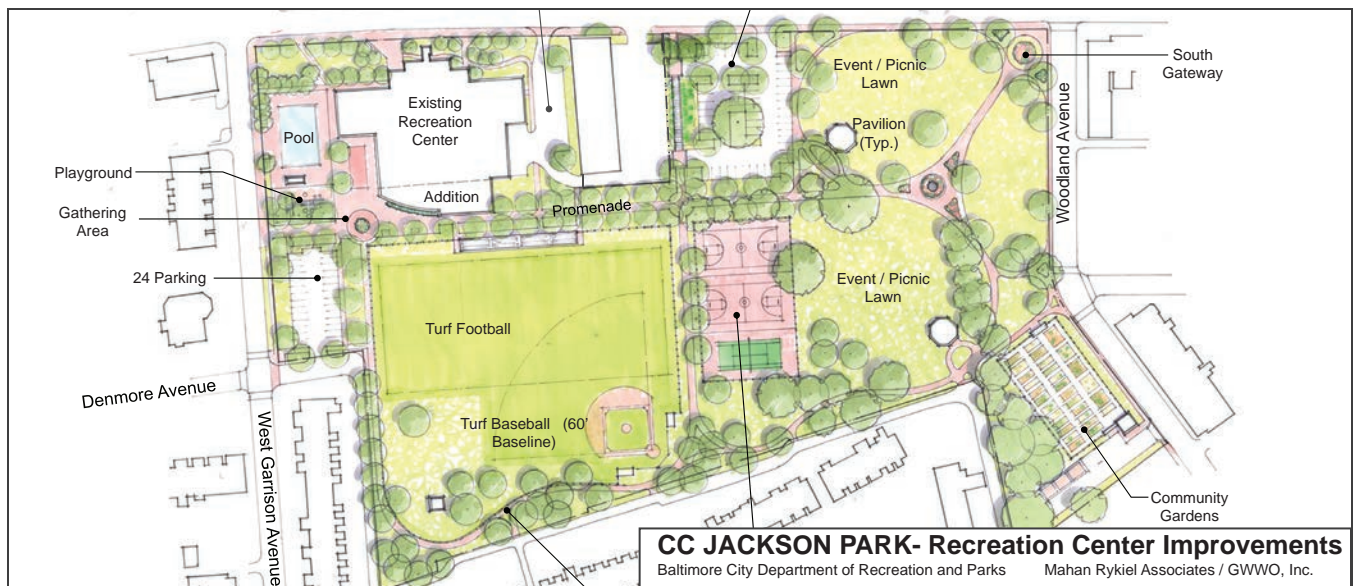 Event / Picnic
Lawn
South
Gateway
Existing
Recreation
Center
Pool
Pavilion
(Typ.)
Woodland Avenue
Playground
Addition
Promenade
Gathering
Area
24 Parking
Event / Picnic
Lawn
Turf Football
Denmore Avenue
West Garrison Avenue
Turf Baseball (60'
Baseline)
Community
Gardens
CC JACKSON PARK- Recreation Center Improvements
Baltimore City Department of Recreation and Parks Mahan Rykiel Associates / GWWO, Inc.